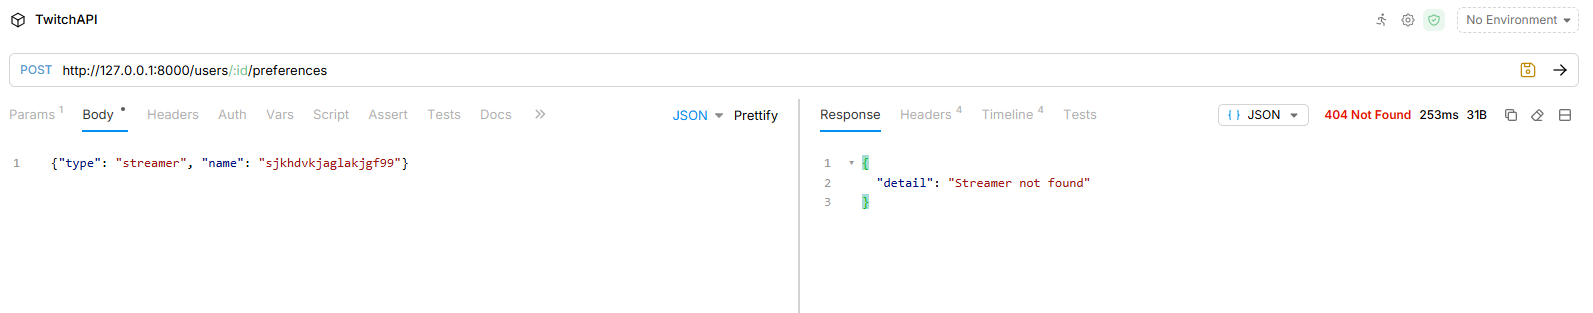 TwitchAPI
No Environment
POST http://127.0.0.1:8000/users/:id/preferences
Params 1 Body Headers Auth Vars Script Assert Tests Docs JSON Prettify
1 {"type": "streamer", "name": "sjkhdvkjaglakjgf99"}
Response Headers 4 Timeline 4 Tests { } JSON 404 Not Found 253ms 31B
1 {
2 "detail": "Streamer not found"
3 }